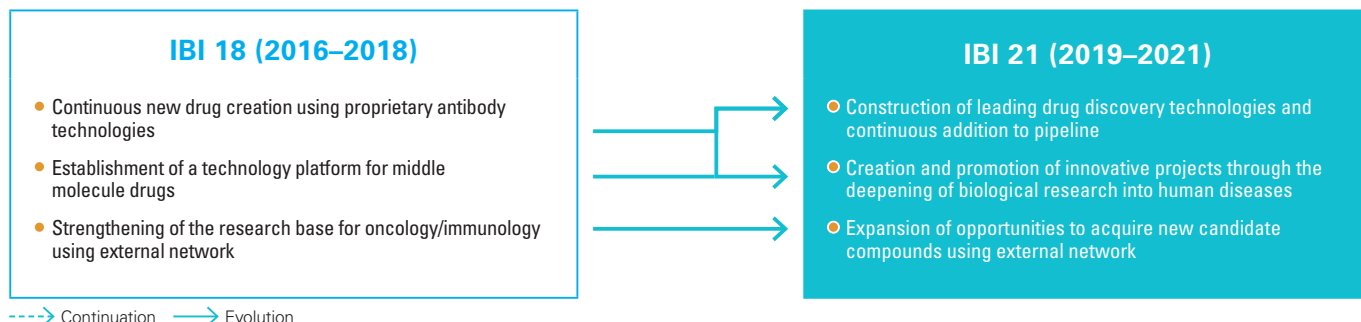 IBI 18 (2016–2018)
• Continuous new drug creation using proprietary antibody
technologies
• Establishment of a technology platform for middle
molecule drugs
• Strengthening of the research base for oncology/immunology
using external network
IBI 21 (2019–2021)
• Construction of leading drug discovery technologies and
continuous addition to pipeline
• Creation and promotion of innovative projects through the
deepening of biological research into human diseases
• Expansion of opportunities to acquire new candidate
compounds using external network
Continuation Evolution